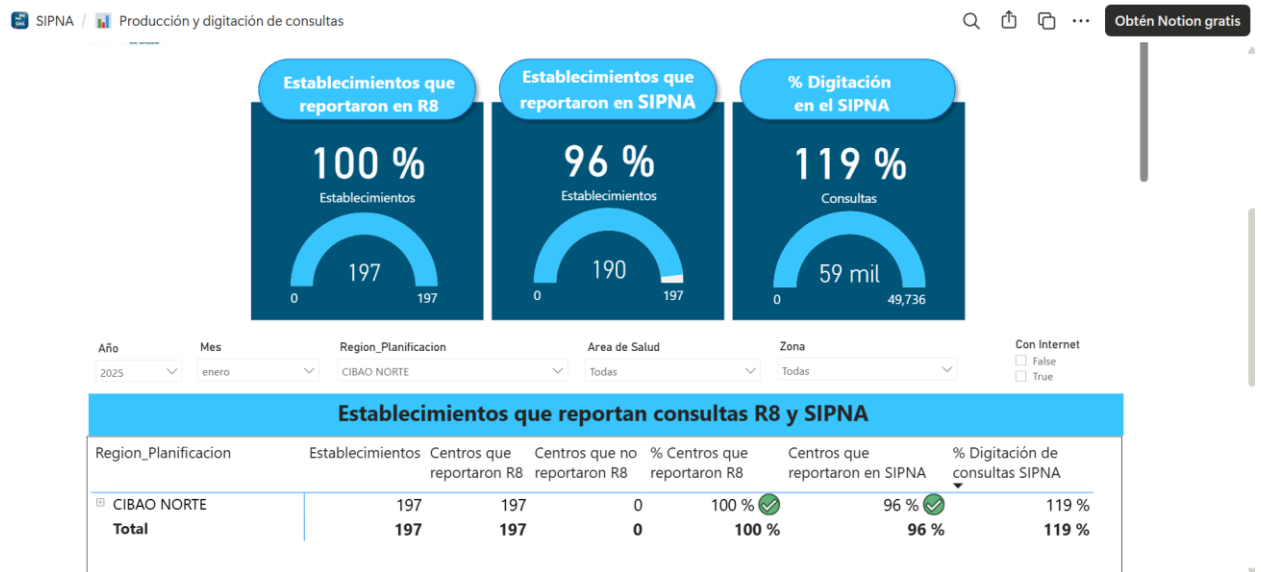 SIPNA / Producción y digitación de consultas
Obtén Notion gratis
Establecimientos que
reportaron en R8
100 %
Establecimientos
197
0
197
Establecimientos que
reportaron en SIPNA
96 %
Establecimientos
190
0
197
% Digitación
en el SIPNA
119 %
Consultas
59 mil
0
49,736
Año
2025
Mes
enero
Region_Planificacion
CIBAO NORTE
Area de Salud
Todas
Zona
Todas
Con Internet
False
True
Establecimientos que reportan consultas R8 y SIPNA
Region_Planificacion
Establecimientos
Centros que
reportaron R8
Centros que no
reportaron R8
% Centros que
reportaron R8
Centros que
reportaron en SIPNA
% Digitación de
consultas SIPNA
CIBAO NORTE 197 197 0 100 % 96 % 119 %
Total 197 197 0 100 % 96 % 119 %